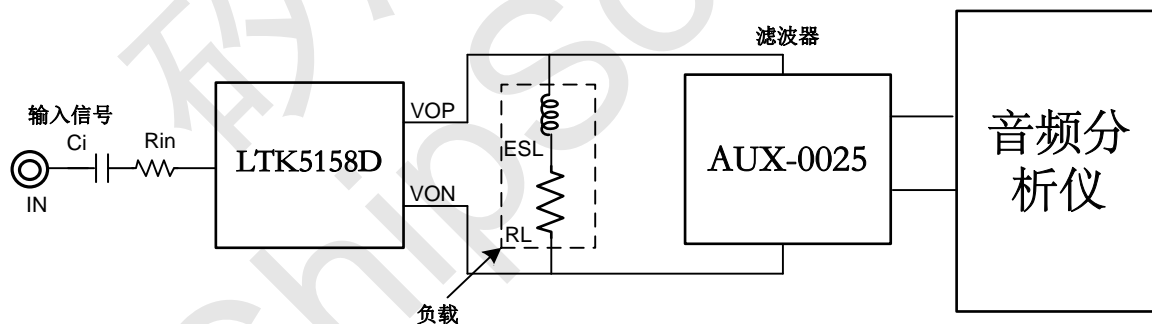 输入信号
Ci
Rin
IN
LTK5158D
VOP
VON
ESL
RL
负载
滤波器
AUX-0025
音频分
析仪